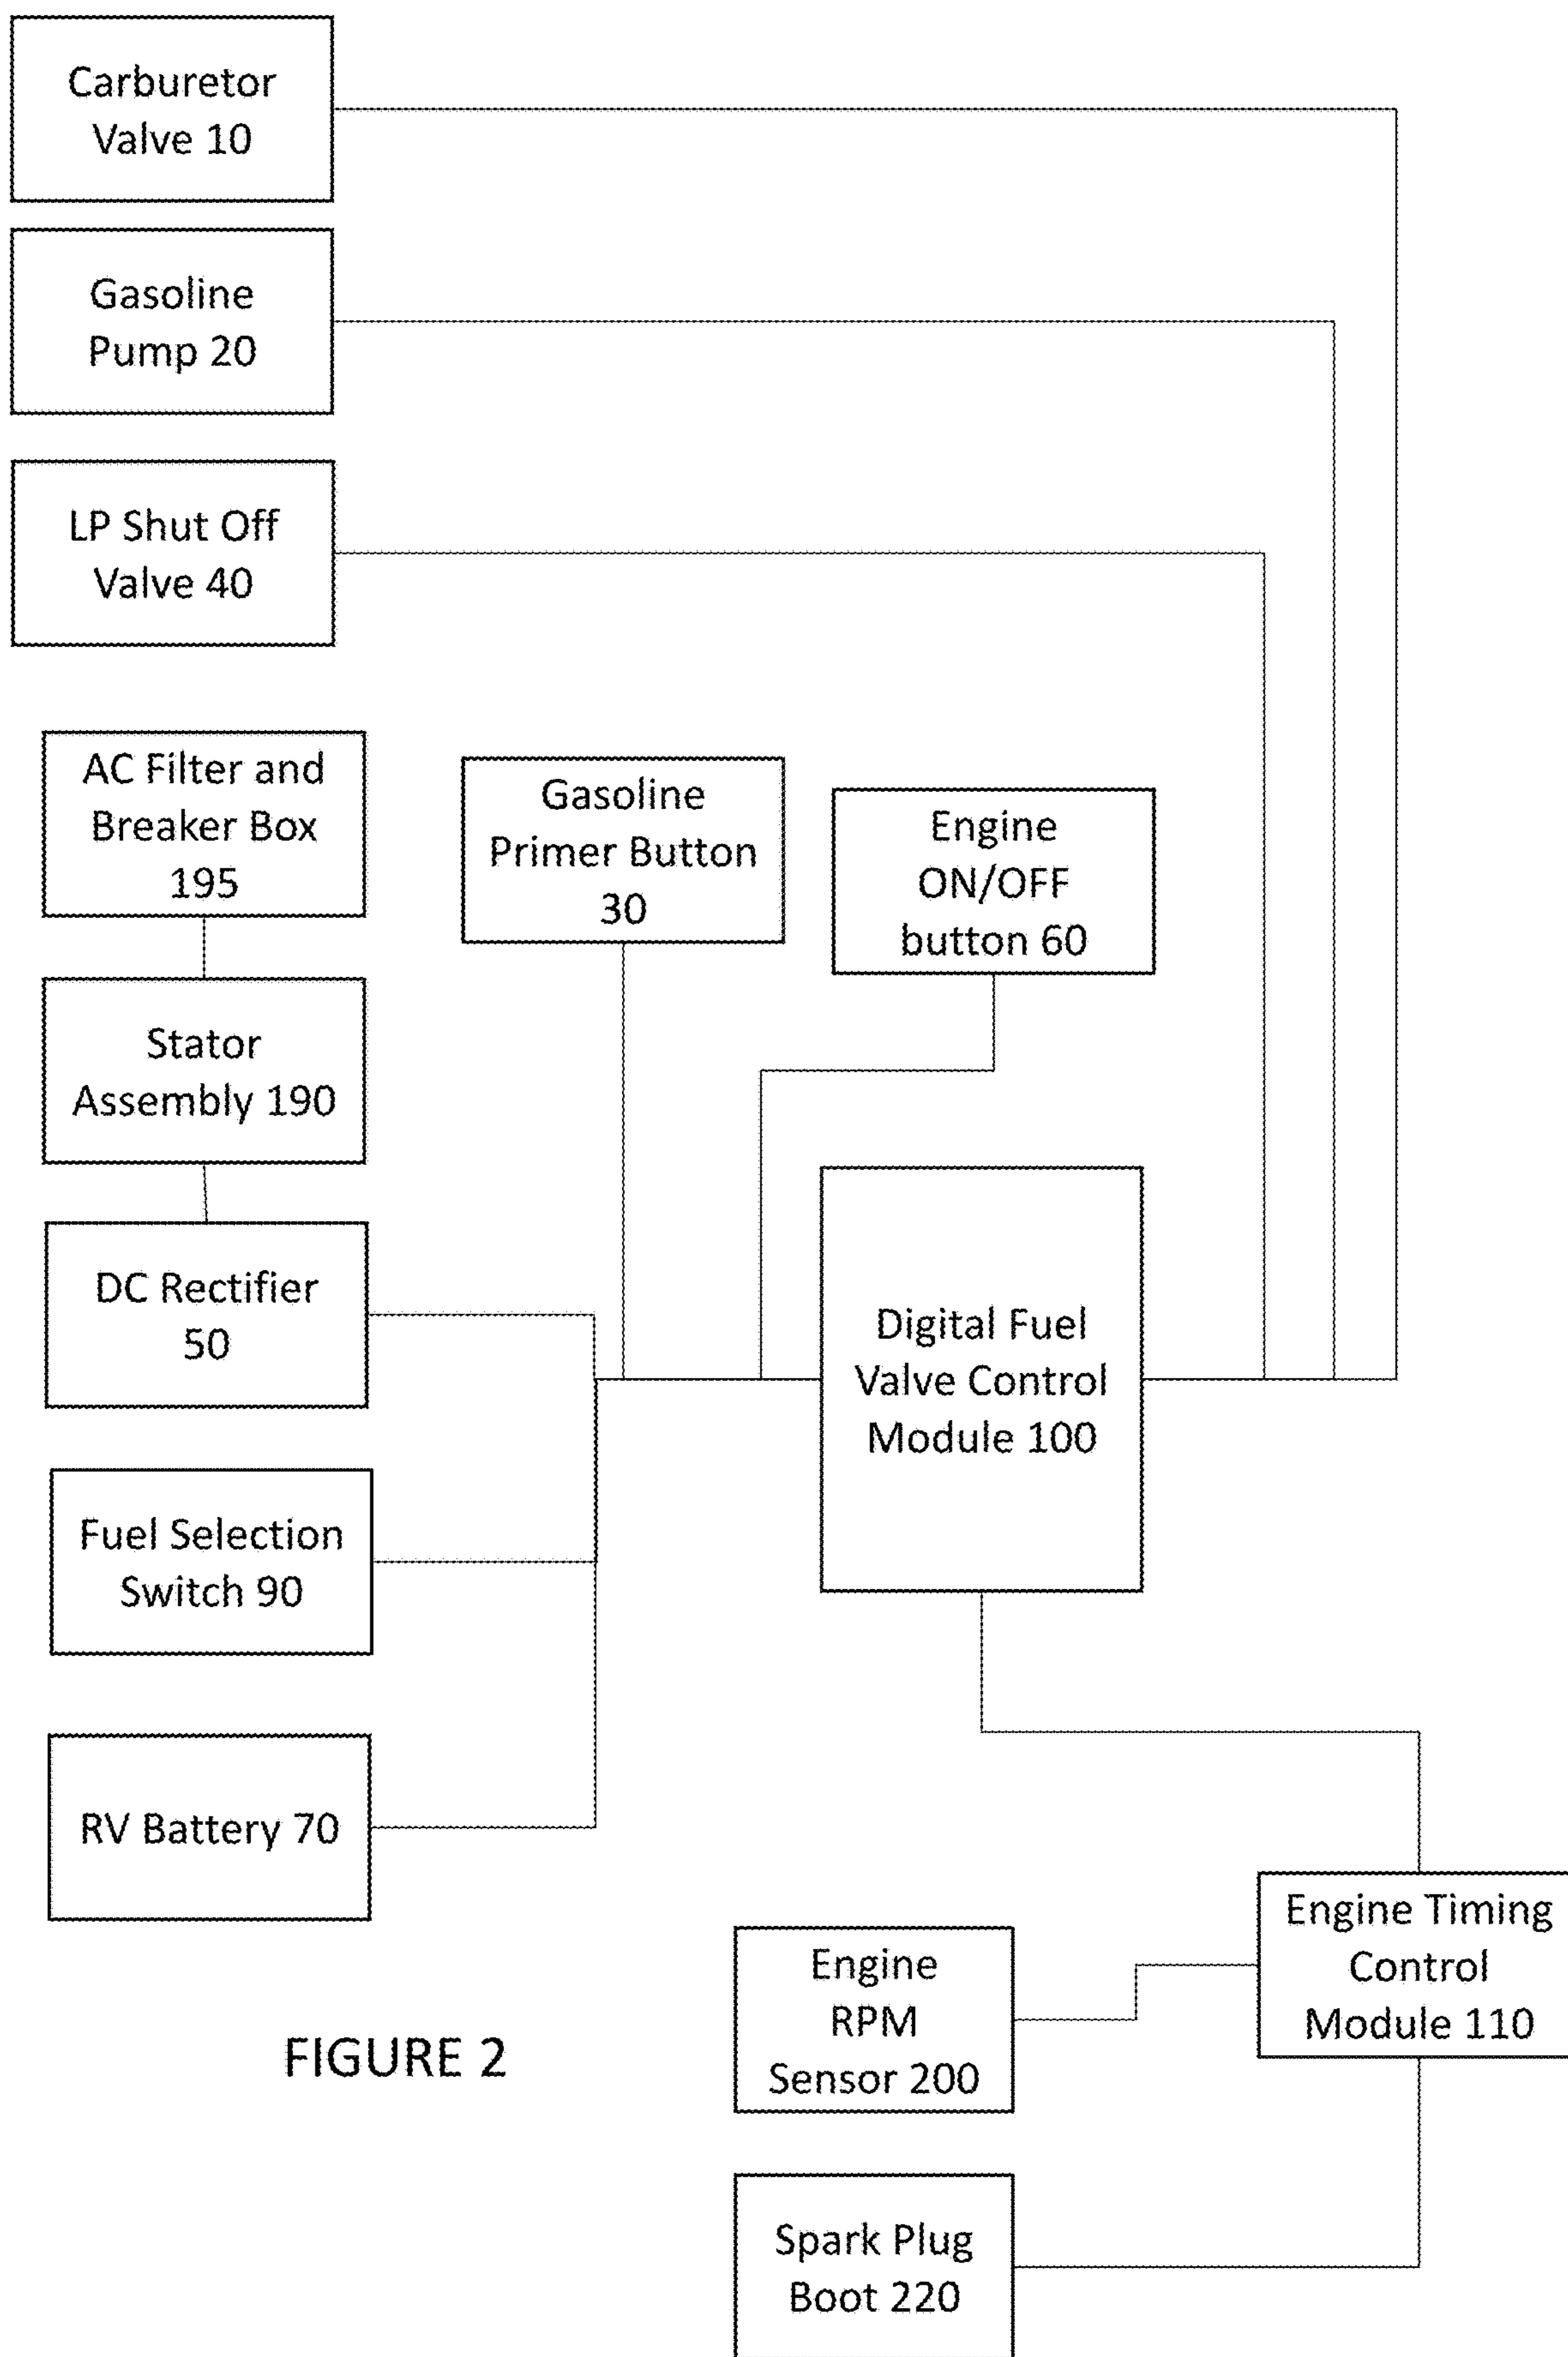 Carburetor
Valve 10
Gasoline
Pump 20
LP Shut Off
Valve 40
AC Filter and
Breaker Box
195
Gasoline
Primer Button
30
Engine
ON/OFF
button 60
Stator
Assembly 190
DC Rectifier
50
Digital Fuel
Valve Control
Module 100
Fuel Selection
Switch 90
RV Battery 70
Engine Timing
Control
Module 110
Engine
RPM
Sensor 200
FIGURE 2
Spark Plug
Boot 220